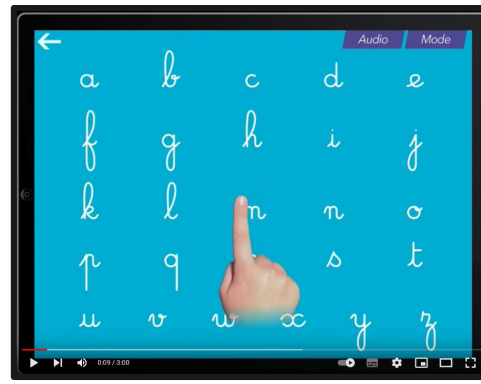 Audio Mode
a b c d e
f g h i j
k l m n o
p q s t
u v w x y z
0:09 / 3:00